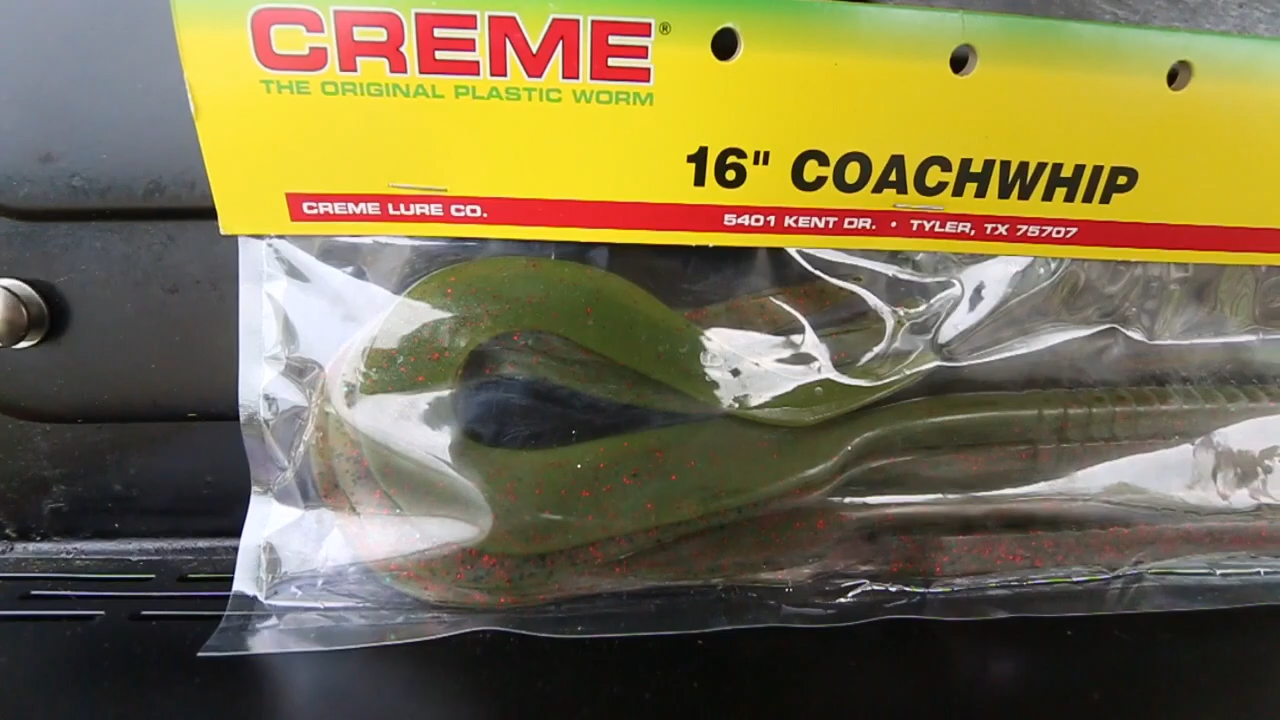 CREME®
THE ORIGINAL PLASTIC WORM
16" COACHWHIP
CREME LURE CO. 5401 KENT DR. • TYLER, TX 75707